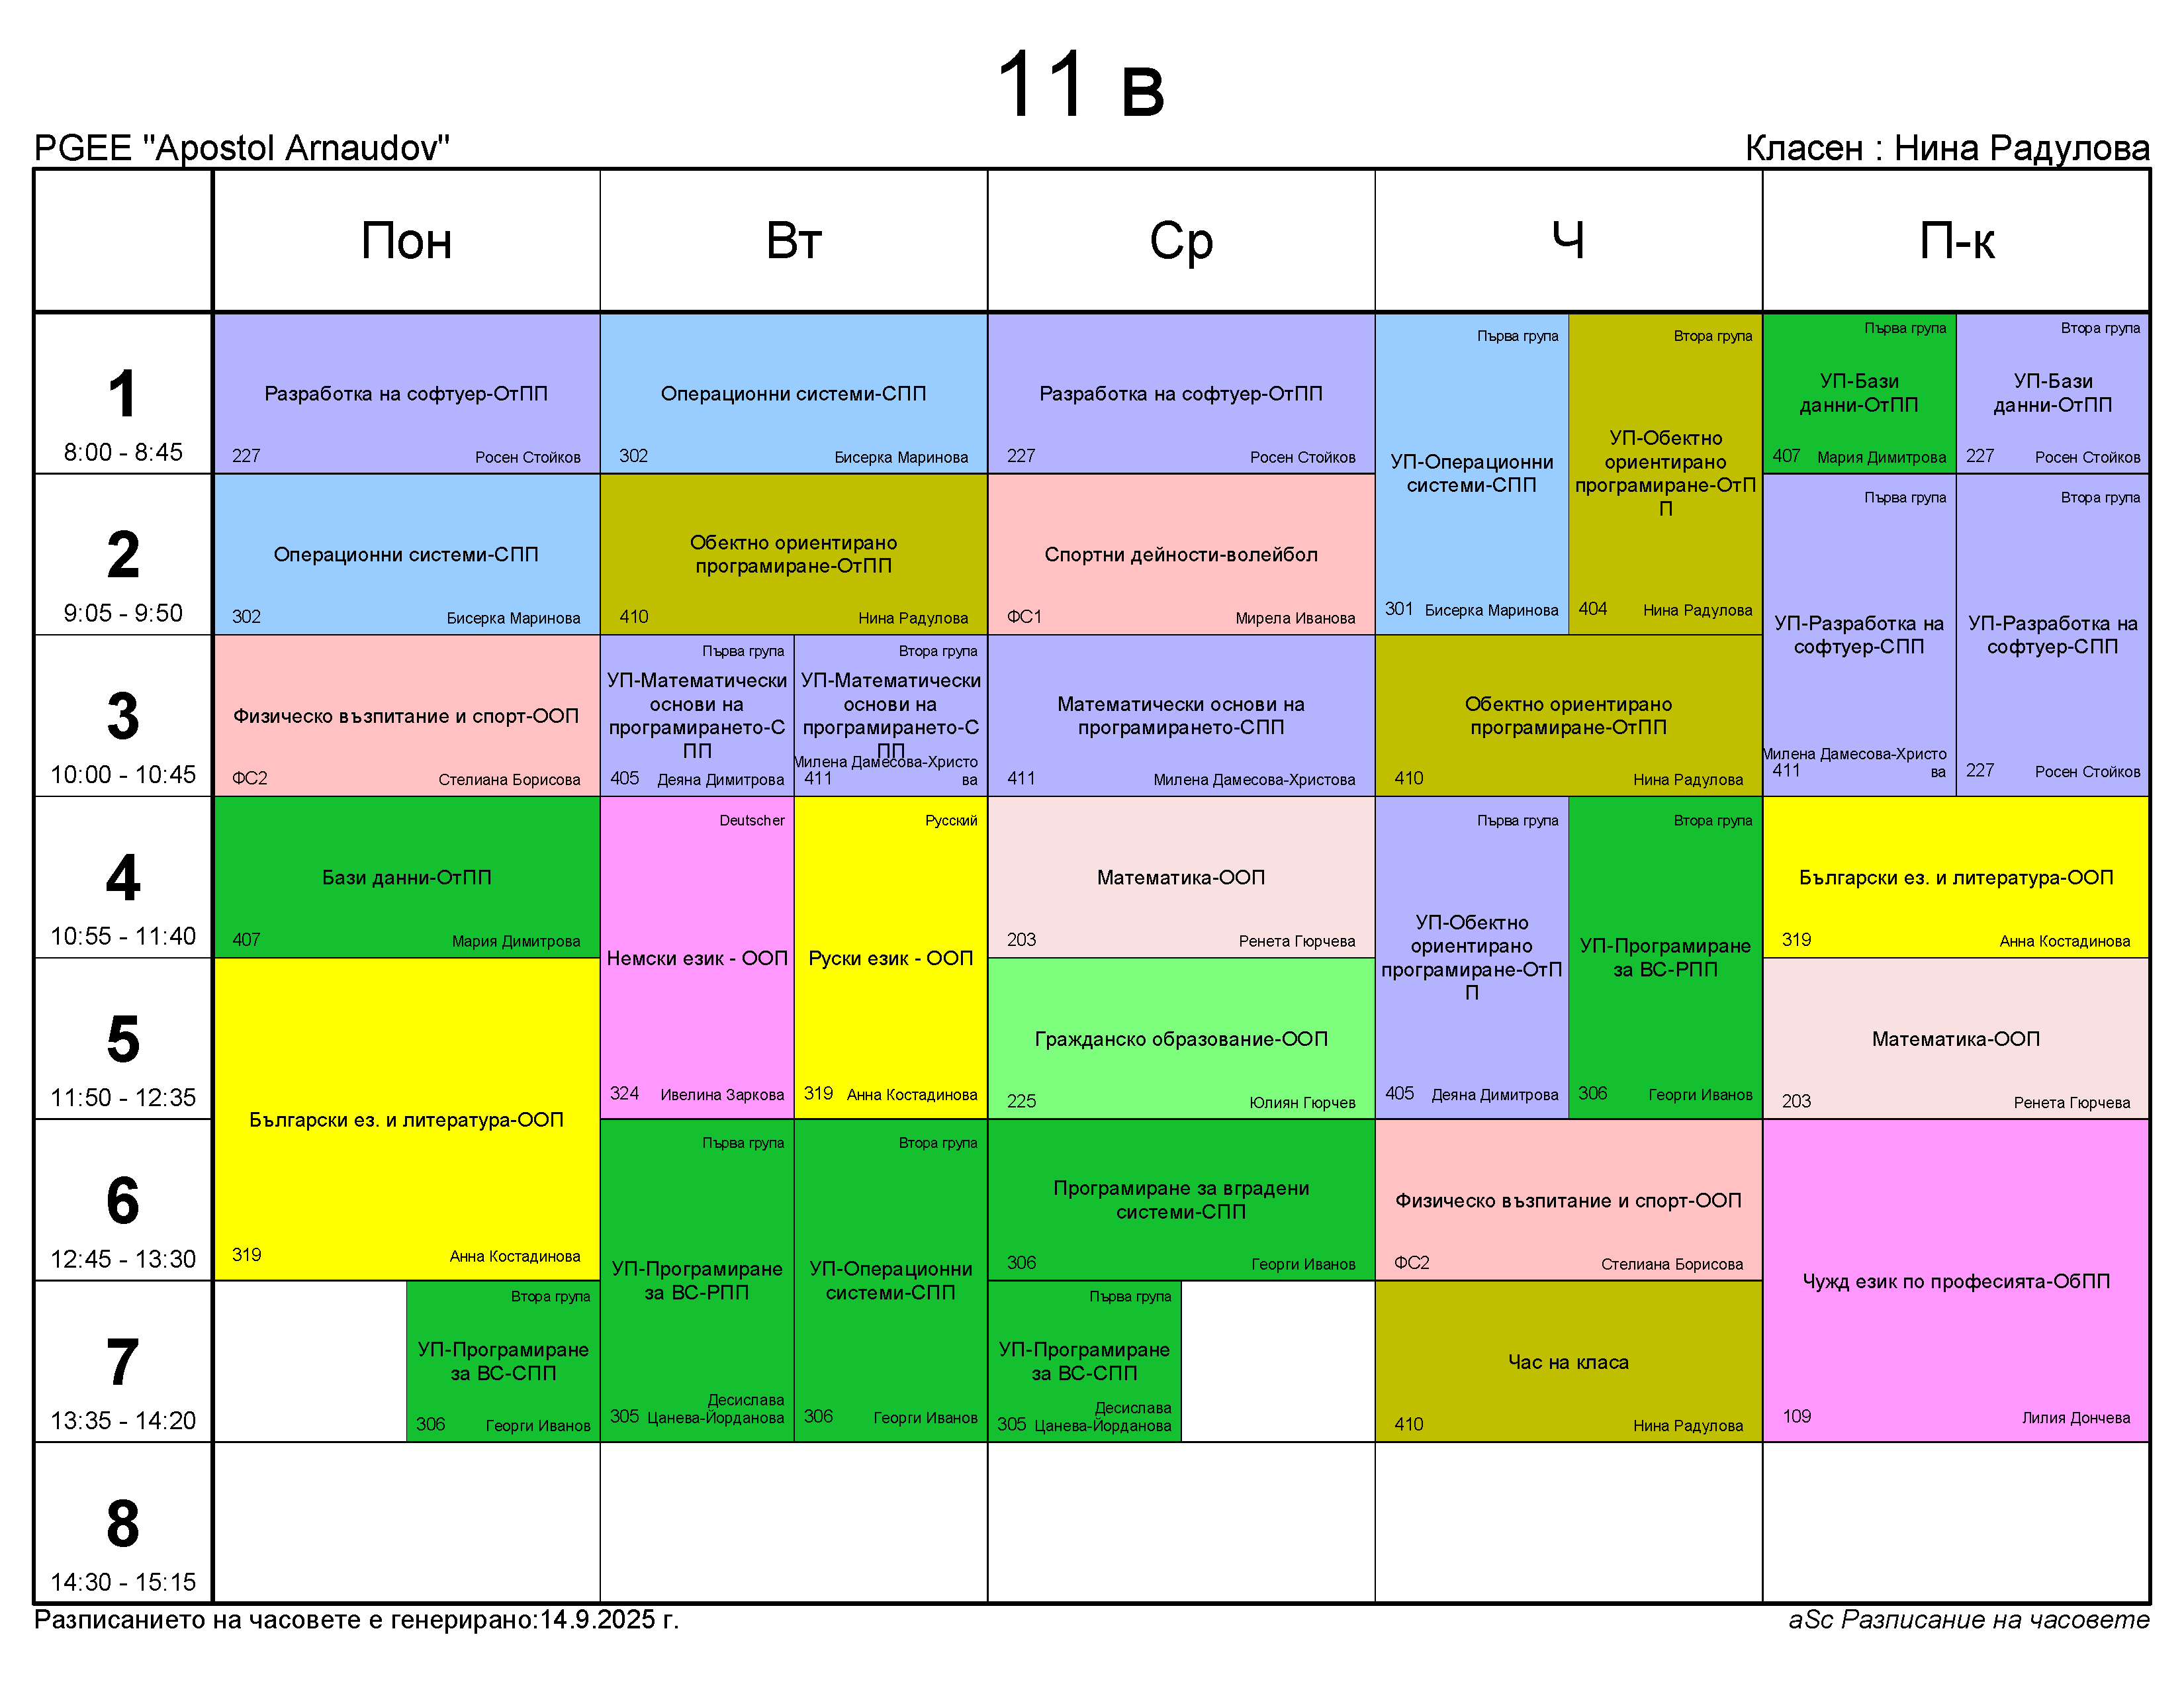 11 в
PGEE "Apostol Arnaudov"
Класен : Нина Радулова
Пон
Вт
Ср
Ч
П-к
1
8:00 - 8:45
Разработка на софтуер-ОтПП
227 Росен Стойков
Операционни системи-СПП
302 Бисерка Маринова
Разработка на софтуер-ОтПП
227 Росен Стойков
Първа група
УП-Операционни
системи-СПП
301 Бисерка Маринова
Втора група
УП-Обектно
ориентирано
програмиране-ОтП
П
404 Нина Радулова
Първа група
УП-Бази
данни-ОтПП
407 Мария Димитрова
Втора група
УП-Бази
данни-ОтПП
227 Росен Стойков
2
9:05 - 9:50
Операционни системи-СПП
302 Бисерка Маринова
Обектно ориентирано
програмиране-ОтПП
410 Нина Радулова
Спортни дейности-волейбол
ФС1 Мирела Иванова
Първа група
УП-Разработка на
софтуер-СПП
Милена Дамесова-Христо
411 ва
Втора група
УП-Разработка на
софтуер-СПП
227 Росен Стойков
3
10:00 - 10:45
Физическо възпитание и спорт-ООП
ФС2 Стелиана Борисова
Първа група
УП-Математически
основи на
програмирането-С
ПП
405 Деяна Димитрова
Втора група
УП-Математически
основи на
програмирането-С
ПП
Милена Дамесова-Христо
411 ва
Математически основи на
програмирането-СПП
411 Милена Дамесова-Христова
Обектно ориентирано
програмиране-ОтПП
410 Нина Радулова
4
10:55 - 11:40
Бази данни-ОтПП
407 Мария Димитрова
Deutscher
Немски език - ООП
324 Ивелина Заркова
Русский
Руски език - ООП
319 Анна Костадинова
Математика-ООП
203 Ренета Гюрчева
Първа група
УП-Обектно
ориентирано
програмиране-ОтП
П
405 Деяна Димитрова
Втора група
УП-Програмиране
за ВС-РПП
306 Георги Иванов
Български ез. и литература-ООП
319 Анна Костадинова
5
11:50 - 12:35
Български ез. и литература-ООП
319 Анна Костадинова
Гражданско образование-ООП
225 Юлиян Гюрчев
Математика-ООП
203 Ренета Гюрчева
6
12:45 - 13:30
Първа група
УП-Програмиране
за ВС-РПП
Десислава
305 Цанева-Йорданова
Втора група
УП-Операционни
системи-СПП
306 Георги Иванов
Програмиране за вградени
системи-СПП
306 Георги Иванов
Физическо възпитание и спорт-ООП
ФС2 Стелиана Борисова
Чужд език по професията-ОбПП
109 Лилия Дончева
7
13:35 - 14:20
Втора група
УП-Програмиране
за ВС-СПП
306 Георги Иванов
Първа група
УП-Програмиране
за ВС-СПП
Десислава
305 Цанева-Йорданова
Час на класа
410 Нина Радулова
8
14:30 - 15:15
Разписанието на часовете е генерирано:14.9.2025 г.
aSc Разписание на часовете